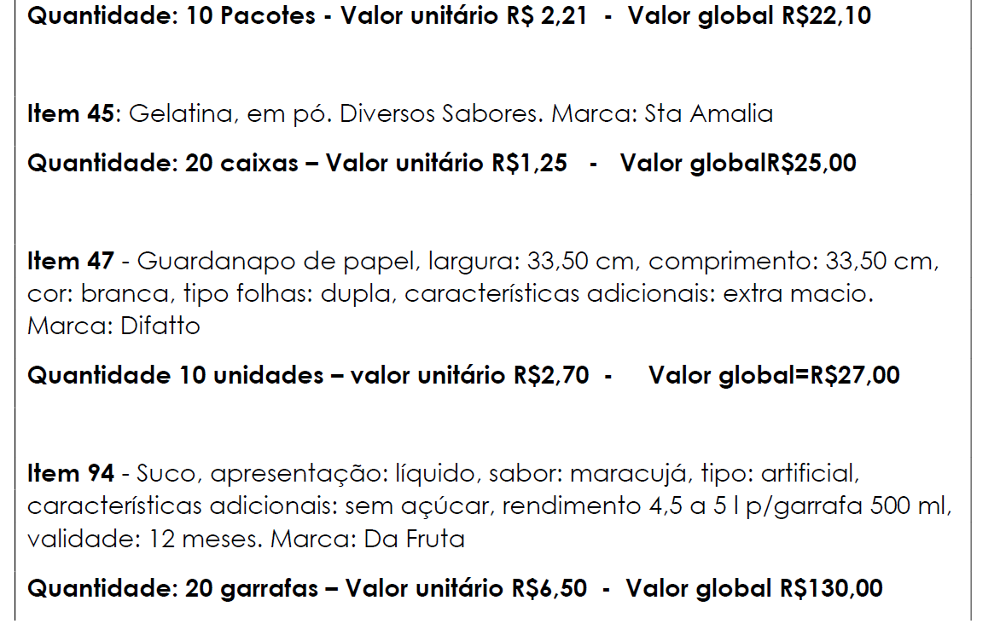 Quantidade: 10 Pacotes - Valor unitário R$ 2,21 - Valor global R$22,10
Item 45: Gelatina, em pó. Diversos Sabores. Marca: Sta Amalia
Quantidade: 20 caixas – Valor unitário R$1,25 - Valor globalR$25,00
Item 47 - Guardanapo de papel, largura: 33,50 cm, comprimento: 33,50 cm,
cor: branca, tipo folhas: dupla, características adicionais: extra macio.
Marca: Difatto
Quantidade 10 unidades – valor unitário R$2,70 - Valor global=R$27,00
Item 94 - Suco, apresentação: líquido, sabor: maracujá, tipo: artificial,
características adicionais: sem açúcar, rendimento 4,5 a 5 l p/garrafa 500 ml,
validade: 12 meses. Marca: Da Fruta
Quantidade: 20 garrafas – Valor unitário R$6,50 - Valor global R$130,00